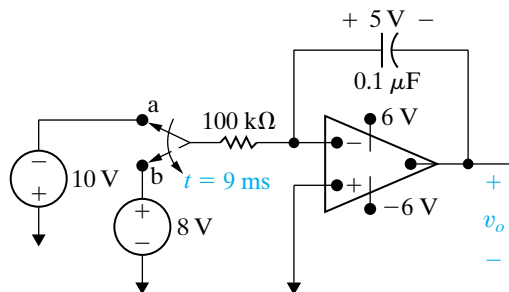 + 5 V −
0.1 μF
a
100 kΩ
6 V
b
−
+
10 V
t = 9 ms
−
+
+
−
8 V
−6 V
+
v_o
−